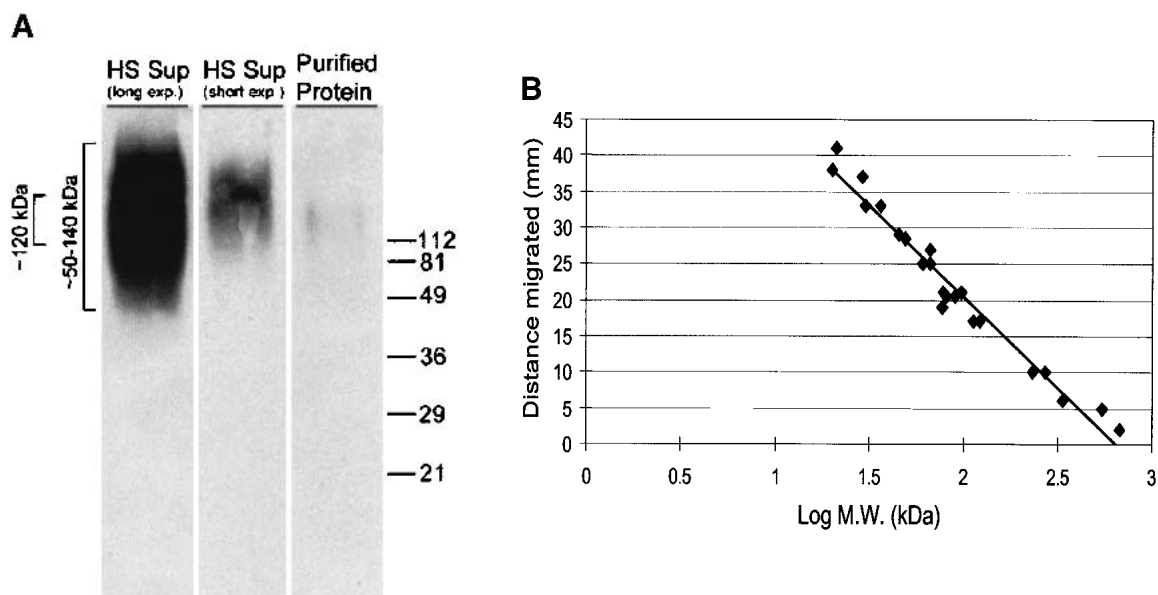 A
HS Sup
(long exp.)
HS Sup
(short exp.)
Purified
Protein
~120 kDa
~50-140 kDa
112
81
49
36
29
21
B
Distance migrated (mm)
45
40
35
30
25
20
15
10
5
0
0
0.5
1
1.5
2
2.5
3
Log M.W. (kDa)